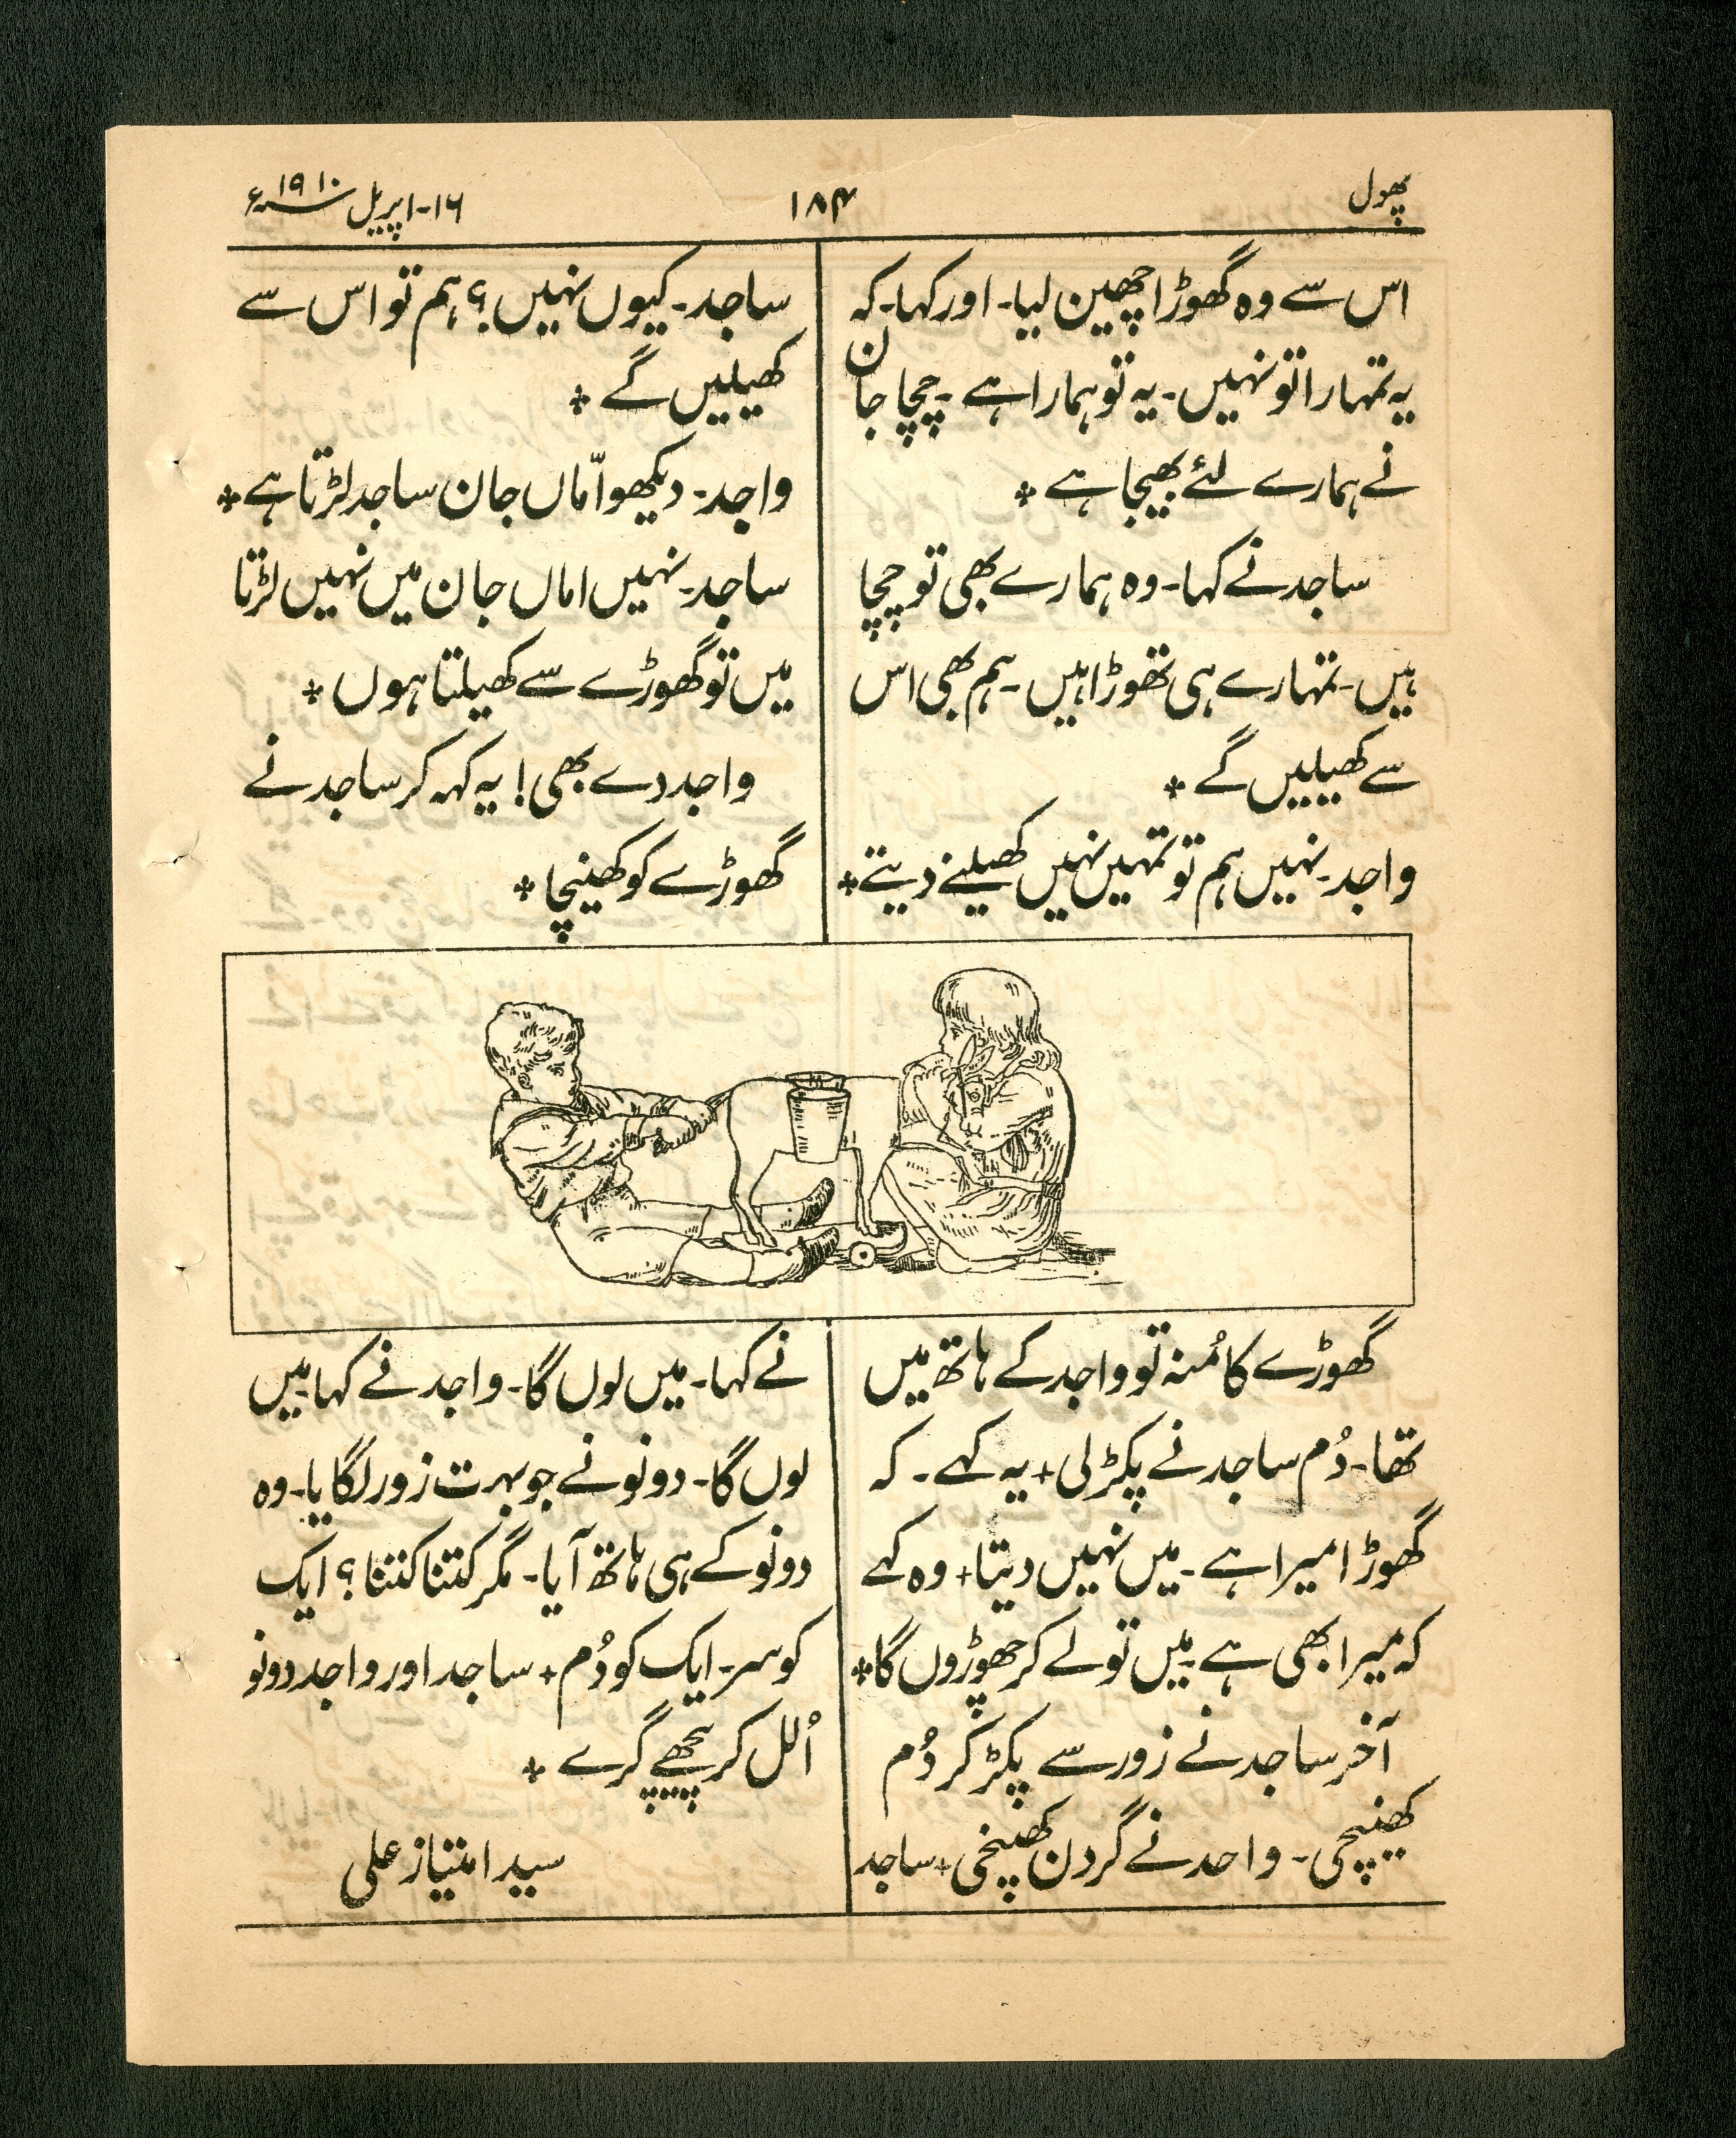 پھول
۱۸۴
۱۶-اپریل ۱۹۱۰ء
اس سے وہ گھوڑا چھین لیا۔ اور کہا۔ کہ
یہ تمہارا تو نہیں۔ یہ تو ہمارا ہے۔ چچا جان
نے ہمارے لئے بھیجا ہے ⁘
ساجد نے کہا۔ وہ ہمارے بھی تو چچا
ہیں۔ تمہارے ہی تھوڑا ہیں۔ ہم بھی اس
سے کھیلیں گے ⁘
واجد۔ نہیں ہم تو تمہیں نہیں کھیلنے دیتے ⁘
ساجد۔ کیوں نہیں؟ ہم تو اس سے
کھیلیں گے ⁘
واجد۔ دیکھو امّاں جان ساجد لڑتا ہے ⁘
ساجد۔ نہیں اماں جان میں نہیں لڑتا
میں تو گھوڑے سے کھیلتا ہوں ⁘
واجد دے بھی! یہ کہہ کر ساجد نے
گھوڑے کو کھینچا ⁘
گھوڑے کا مُنہ تو واجد کے ہاتھ میں
تھا۔ دُم ساجد نے پکڑ لی + یہ کہے۔ کہ
گھوڑا میرا ہے۔ میں نہیں دیتا + وہ کہے
کہ میرا بھی ہے۔ میں تو لے کر چھوڑوں گا ⁘
آخر ساجد نے زور سے پکڑ کر دُم
کھینچی۔ واحد نے گردن کھینچی + ساجد
نے کہا۔ میں لوں گا۔ واجد نے کہا۔ میں
لوں گا۔ دونو نے جو بہت زور لگایا۔ وہ
دونو کے ہی ہاتھ آیا۔ مگر کتنا کتنا؟ ایک
کو سر۔ ایک کو دُم + ساجد اور واجد دونو
اُلل کر پیچھے گرے ⁘
سید امتیاز علی